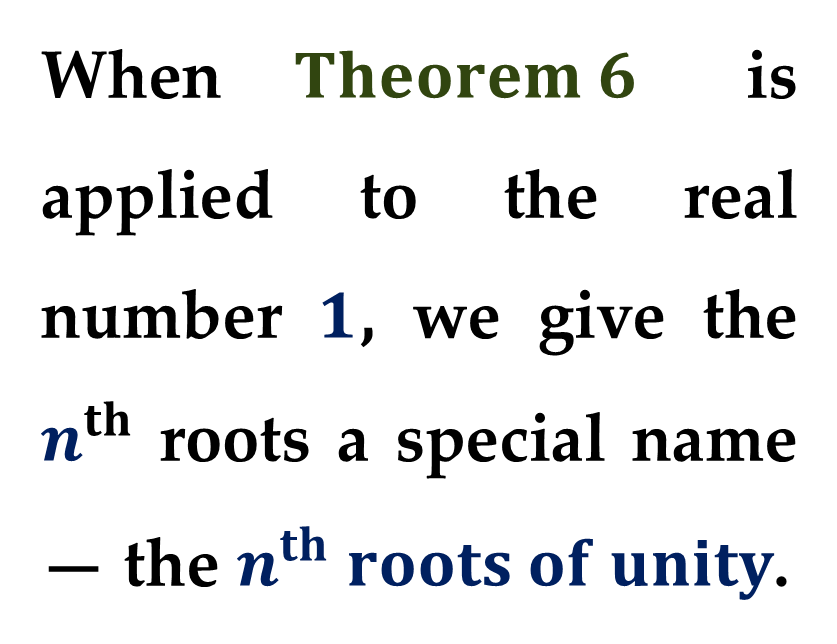 When Theorem 6 is
applied to the real
number 1, we give the
nth roots a special name
— the nth roots of unity.